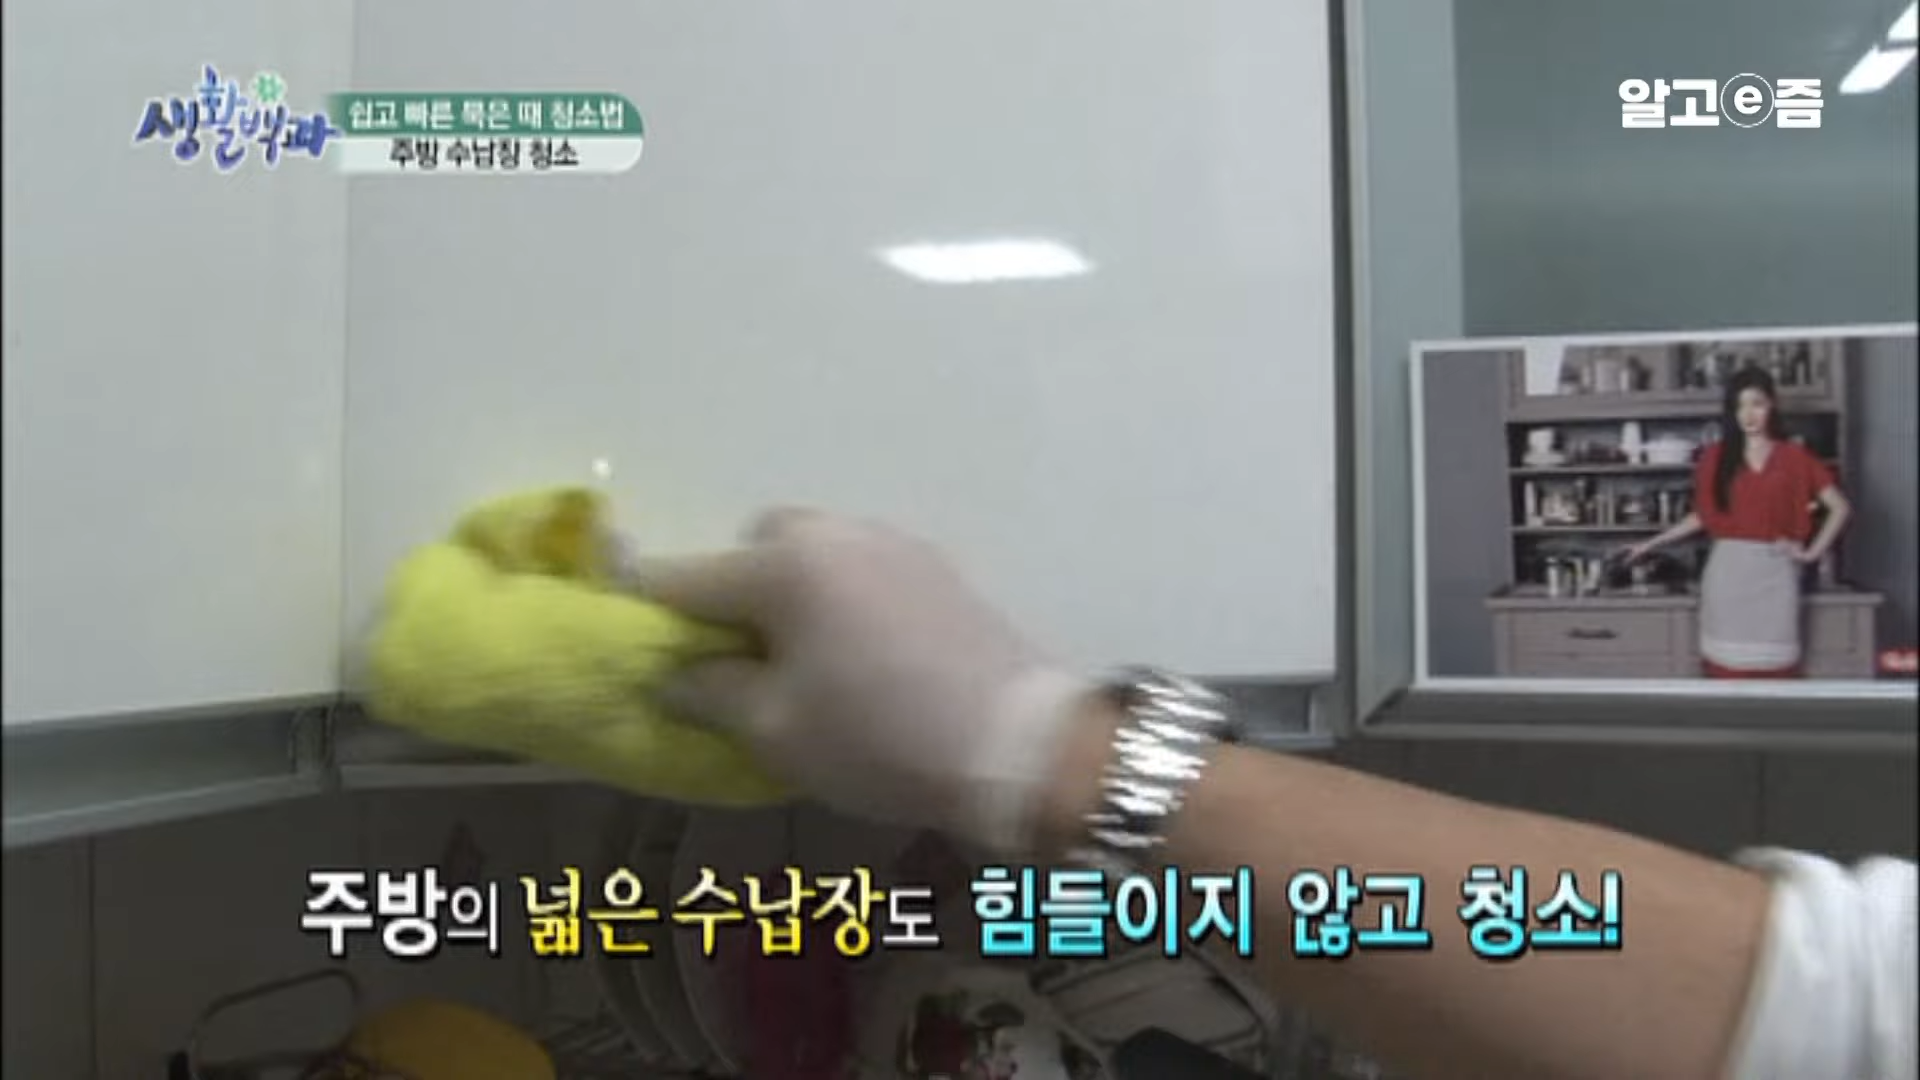 생활백과
쉽고 빠른 묵은 때 청소법
주방 수납장 청소
알고e즘
주방의 넓은 수납장도 힘들이지 않고 청소!